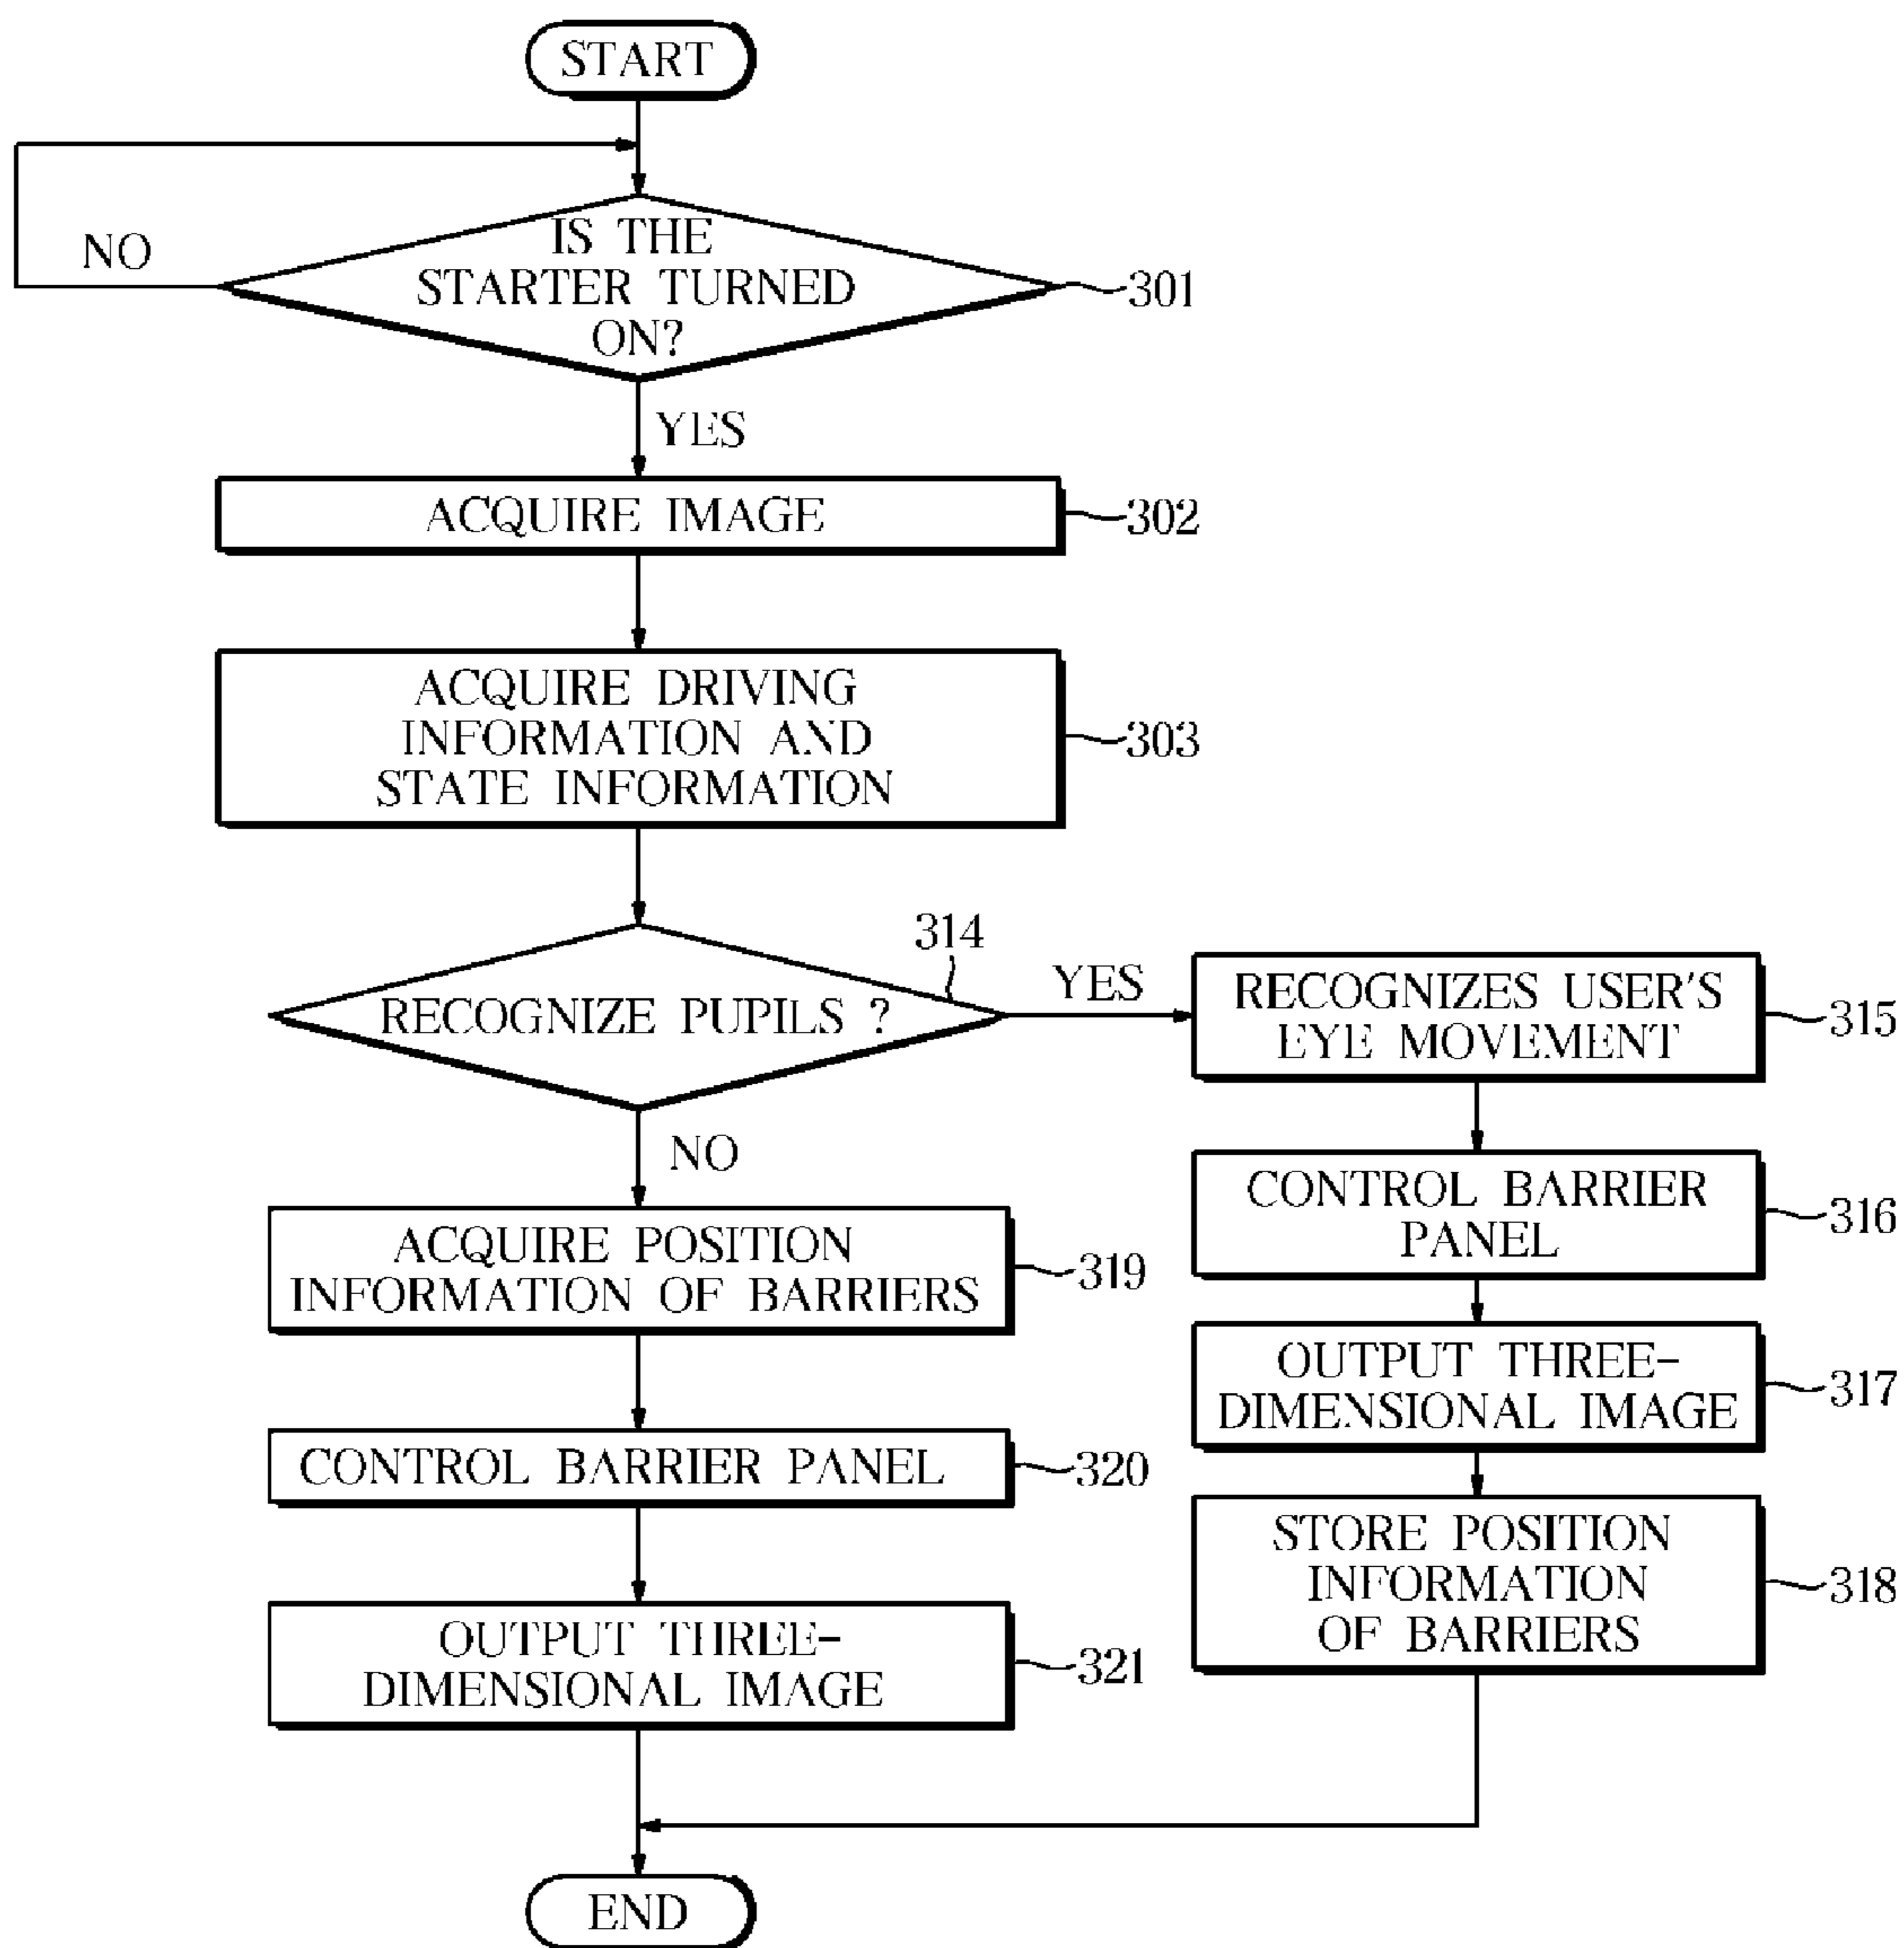 START
NO
IS THE
STARTER TURNED
ON?
301
YES
ACQUIRE IMAGE
302
ACQUIRE DRIVING
INFORMATION AND
STATE INFORMATION
303
RECOGNIZE PUPILS ?
314
YES
RECOGNIZES USER'S
EYE MOVEMENT
315
CONTROL BARRIER
PANEL
316
OUTPUT THREE-
DIMENSIONAL IMAGE
317
STORE POSITION
INFORMATION
OF BARRIERS
318
NO
ACQUIRE POSITION
INFORMATION OF BARRIERS
319
CONTROL BARRIER PANEL
320
OUTPUT THREE-
DIMENSIONAL IMAGE
321
END